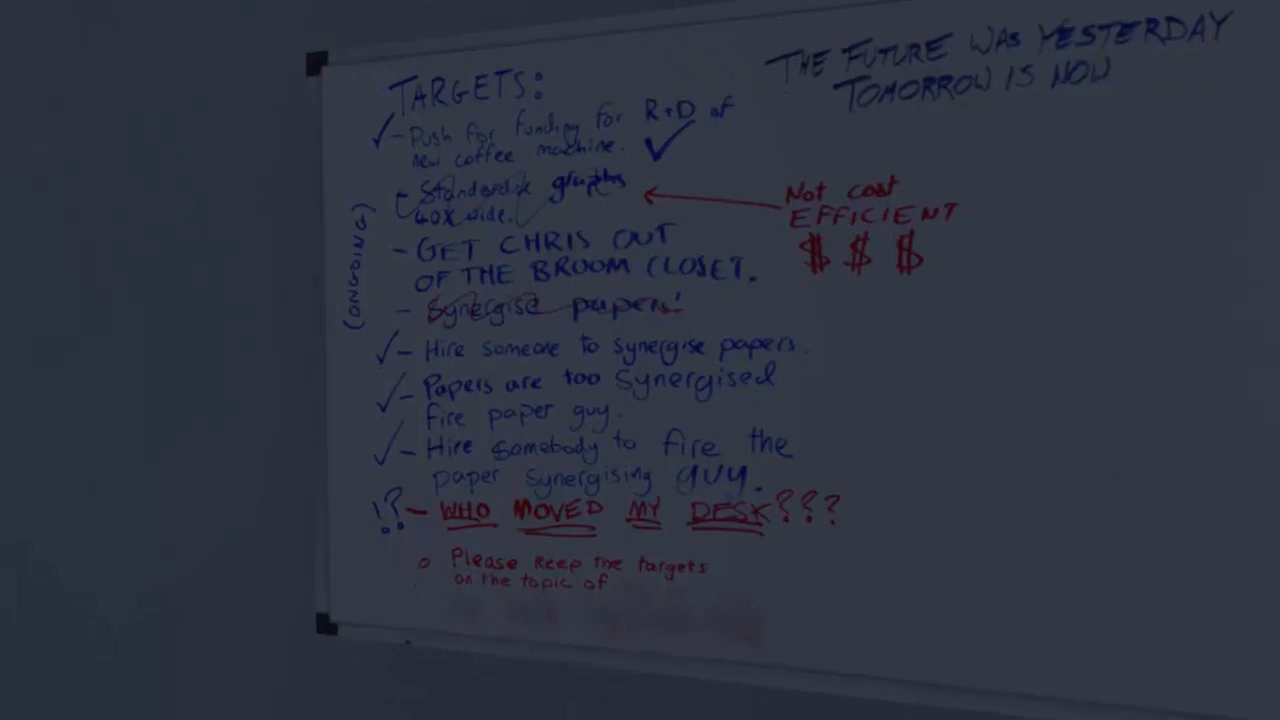 THE FUTURE WAS YESTERDAY
TOMORROW IS NOW
TARGETS:
✓ - Push for funding for R+D of
new coffee machine. ✓
- Standardise graphs
40x wide.
Not cost
EFFICIENT
$ $ $
(ONGOING)
- GET CHRIS OUT
OF THE BROOM CLOSET.
- Synergise papers!
✓ - Hire someone to synergise papers.
✓ - Papers are too synergised
fire paper guy.
✓ - Hire somebody to fire the
paper synergising guy.
!? - WHO MOVED MY DESK???
o Please keep the targets
on the topic of